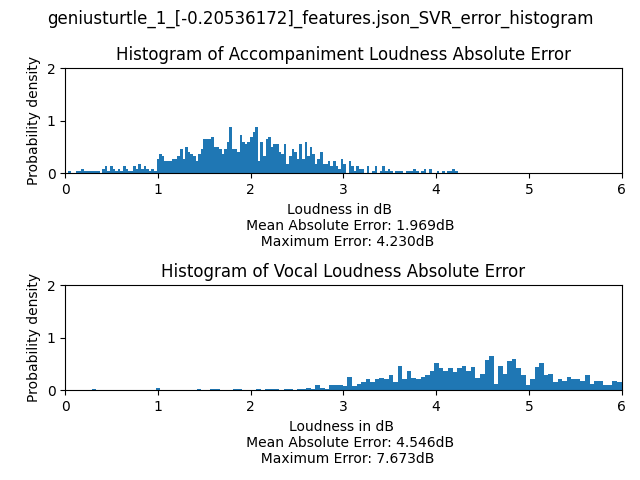 geniusturtle_1_[-0.20536172]_features.json_SVR_error_histogram
Histogram of Accompaniment Loudness Absolute Error
Probability density
2
1
0
0 1 2 3 4 5 6
Loudness in dB
Mean Absolute Error: 1.969dB
Maximum Error: 4.230dB
Histogram of Vocal Loudness Absolute Error
Probability density
2
1
0
0 1 2 3 4 5 6
Loudness in dB
Mean Absolute Error: 4.546dB
Maximum Error: 7.673dB